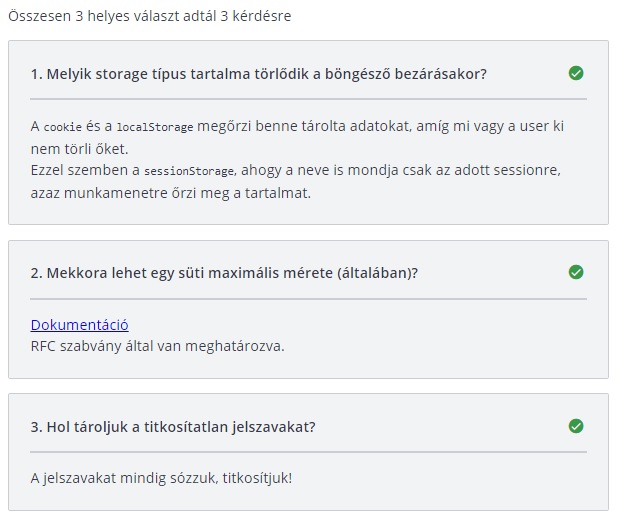 Összesen 3 helyes választ adtál 3 kérdésre
1. Melyik storage típus tartalma törlődik a böngésző bezárásakor?
A cookie és a localStorage megőrzi benne tárolta adatokat, amíg mi vagy a user ki
nem törli őket.
Ezzel szemben a sessionStorage, ahogy a neve is mondja csak az adott sessionre,
azaz munkamenetre őrzi meg a tartalmat.
2. Mekkora lehet egy süti maximális mérete (általában)?
Dokumentáció
RFC szabvány által van meghatározva.
3. Hol tároljuk a titkosítatlan jelszavakat?
A jelszavakat mindig sózzuk, titkosítjuk!